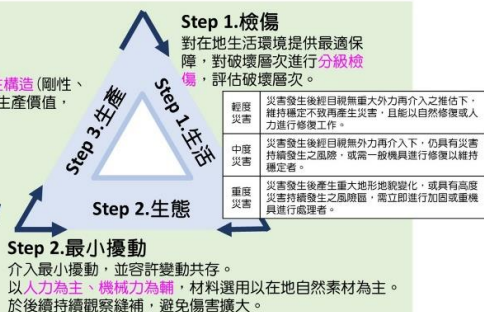 Step 1.檢傷
對在地生活環境提供最適保
障，對破壞層次進行分級檢
傷，評估破壞層次。
構造(剛性、
生產價值，
Step 3.生產
Step 1.生活
Step 2.生態
輕度
災害
災害發生後經目視無重大外力再介入之推估下，
維持穩定不致再產生災害，且能以自然修復或人
力進行修復工作。
中度
災害
災害發生後經目視無外力再介入下，仍具有災害
持續發生之風險，或需一般機具進行修復以維持
穩定者。
重度
災害
災害發生後產生重大地形地貌變化，或具有高度
災害持續發生之風險區，需立即進行加固或重機
具進行處理者。
Step 2.最小擾動
介入最小擾動，並容許變動共存。
以人力為主、機械力為輔，材料選用以在地自然素材為主。
於後續持續觀察縫補，避免傷害擴大。